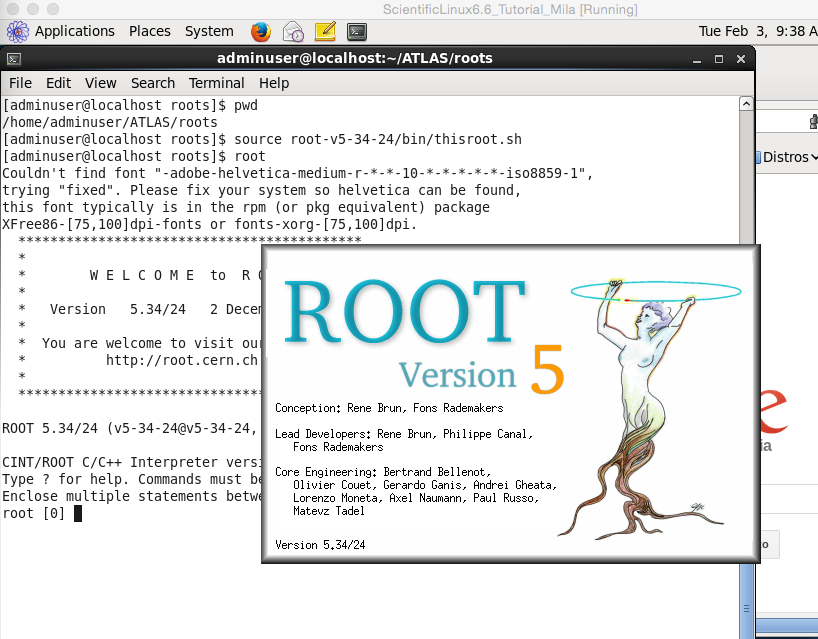 ScientificLinux6.6_Tutorial_Mila [Running]
Applications Places System Tue Feb 3, 9:38 A
adminuser@localhost:~/ATLAS/roots
File Edit View Search Terminal Help
[adminuser@localhost roots]$ pwd
/home/adminuser/ATLAS/roots
[adminuser@localhost roots]$ source root-v5-34-24/bin/thisroot.sh
[adminuser@localhost roots]$ root
Couldn't find font "-adobe-helvetica-medium-r-*-*-10-*-*-*-*-*-iso8859-1",
trying "fixed". Please fix your system so helvetica can be found,
this font typically is in the rpm (or pkg equivalent) package
XFree86-[75,100]dpi-fonts or fonts-xorg-[75,100]dpi.
*******************************************
*
* W E L C O M E to R O
*
* Version 5.34/24 2 Decem
*
* You are welcome to visit our
* http://root.cern.ch
*
*******************************
ROOT 5.34/24 (v5-34-24@v5-34-24,
CINT/ROOT C/C++ Interpreter versi
Type ? for help. Commands must be
Enclose multiple statements betwe
root [0]
Distros
ROOT
Version 5
Conception: Rene Brun, Fons Rademakers
Lead Developers: Rene Brun, Philippe Canal,
Fons Rademakers
Core Engineering: Bertrand Bellenot,
Olivier Couet, Gerardo Ganis, Andrei Gheata,
Lorenzo Moneta, Axel Naumann, Paul Russo,
Matevz Tadel
Version 5.34/24
e
ia
o